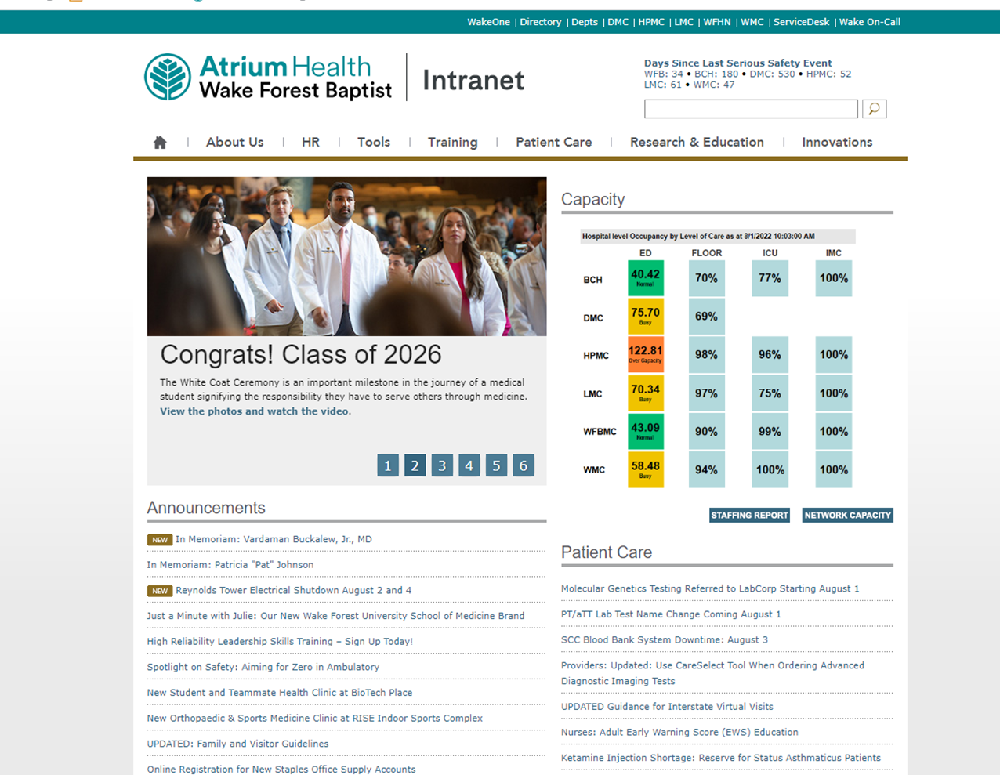 WakeOne | Directory | Depts | DMC | HPMC | LMC | WFHN | WMC | ServiceDesk | Wake On-Call
Atrium Health
Wake Forest Baptist
Intranet
Days Since Last Serious Safety Event
WFB: 34 • BCH: 180 • DMC: 530 • HPMC: 52
LMC: 61 • WMC: 47
About Us | HR | Tools | Training | Patient Care | Research & Education | Innovations
Congrats! Class of 2026
The White Coat Ceremony is an important milestone in the journey of a medical
student signifying the responsibility they have to serve others through medicine.
View the photos and watch the video.
1 2 3 4 5 6
Announcements
NEW In Memoriam: Vardaman Buckalew, Jr., MD
In Memoriam: Patricia "Pat" Johnson
NEW Reynolds Tower Electrical Shutdown August 2 and 4
Just a Minute with Julie: Our New Wake Forest University School of Medicine Brand
High Reliability Leadership Skills Training – Sign Up Today!
Spotlight on Safety: Aiming for Zero in Ambulatory
New Student and Teammate Health Clinic at BioTech Place
New Orthopaedic & Sports Medicine Clinic at RISE Indoor Sports Complex
UPDATED: Family and Visitor Guidelines
Online Registration for New Staples Office Supply Accounts
Capacity
Hospital level Occupancy by Level of Care as at 8/1/2022 10:03:00 AM
ED FLOOR ICU IMC
BCH 40.42 Normal 70% 77% 100%
DMC 75.70 Busy 69%
HPMC 122.81 Over Capacity 98% 96% 100%
LMC 70.34 Busy 97% 75% 100%
WFBMC 43.09 Normal 90% 99% 100%
WMC 58.48 Busy 94% 100% 100%
STAFFING REPORT NETWORK CAPACITY
Patient Care
Molecular Genetics Testing Referred to LabCorp Starting August 1
PT/aTT Lab Test Name Change Coming August 1
SCC Blood Bank System Downtime: August 3
Providers: Updated: Use CareSelect Tool When Ordering Advanced
Diagnostic Imaging Tests
UPDATED Guidance for Interstate Virtual Visits
Nurses: Adult Early Warning Score (EWS) Education
Ketamine Injection Shortage: Reserve for Status Asthmaticus Patients